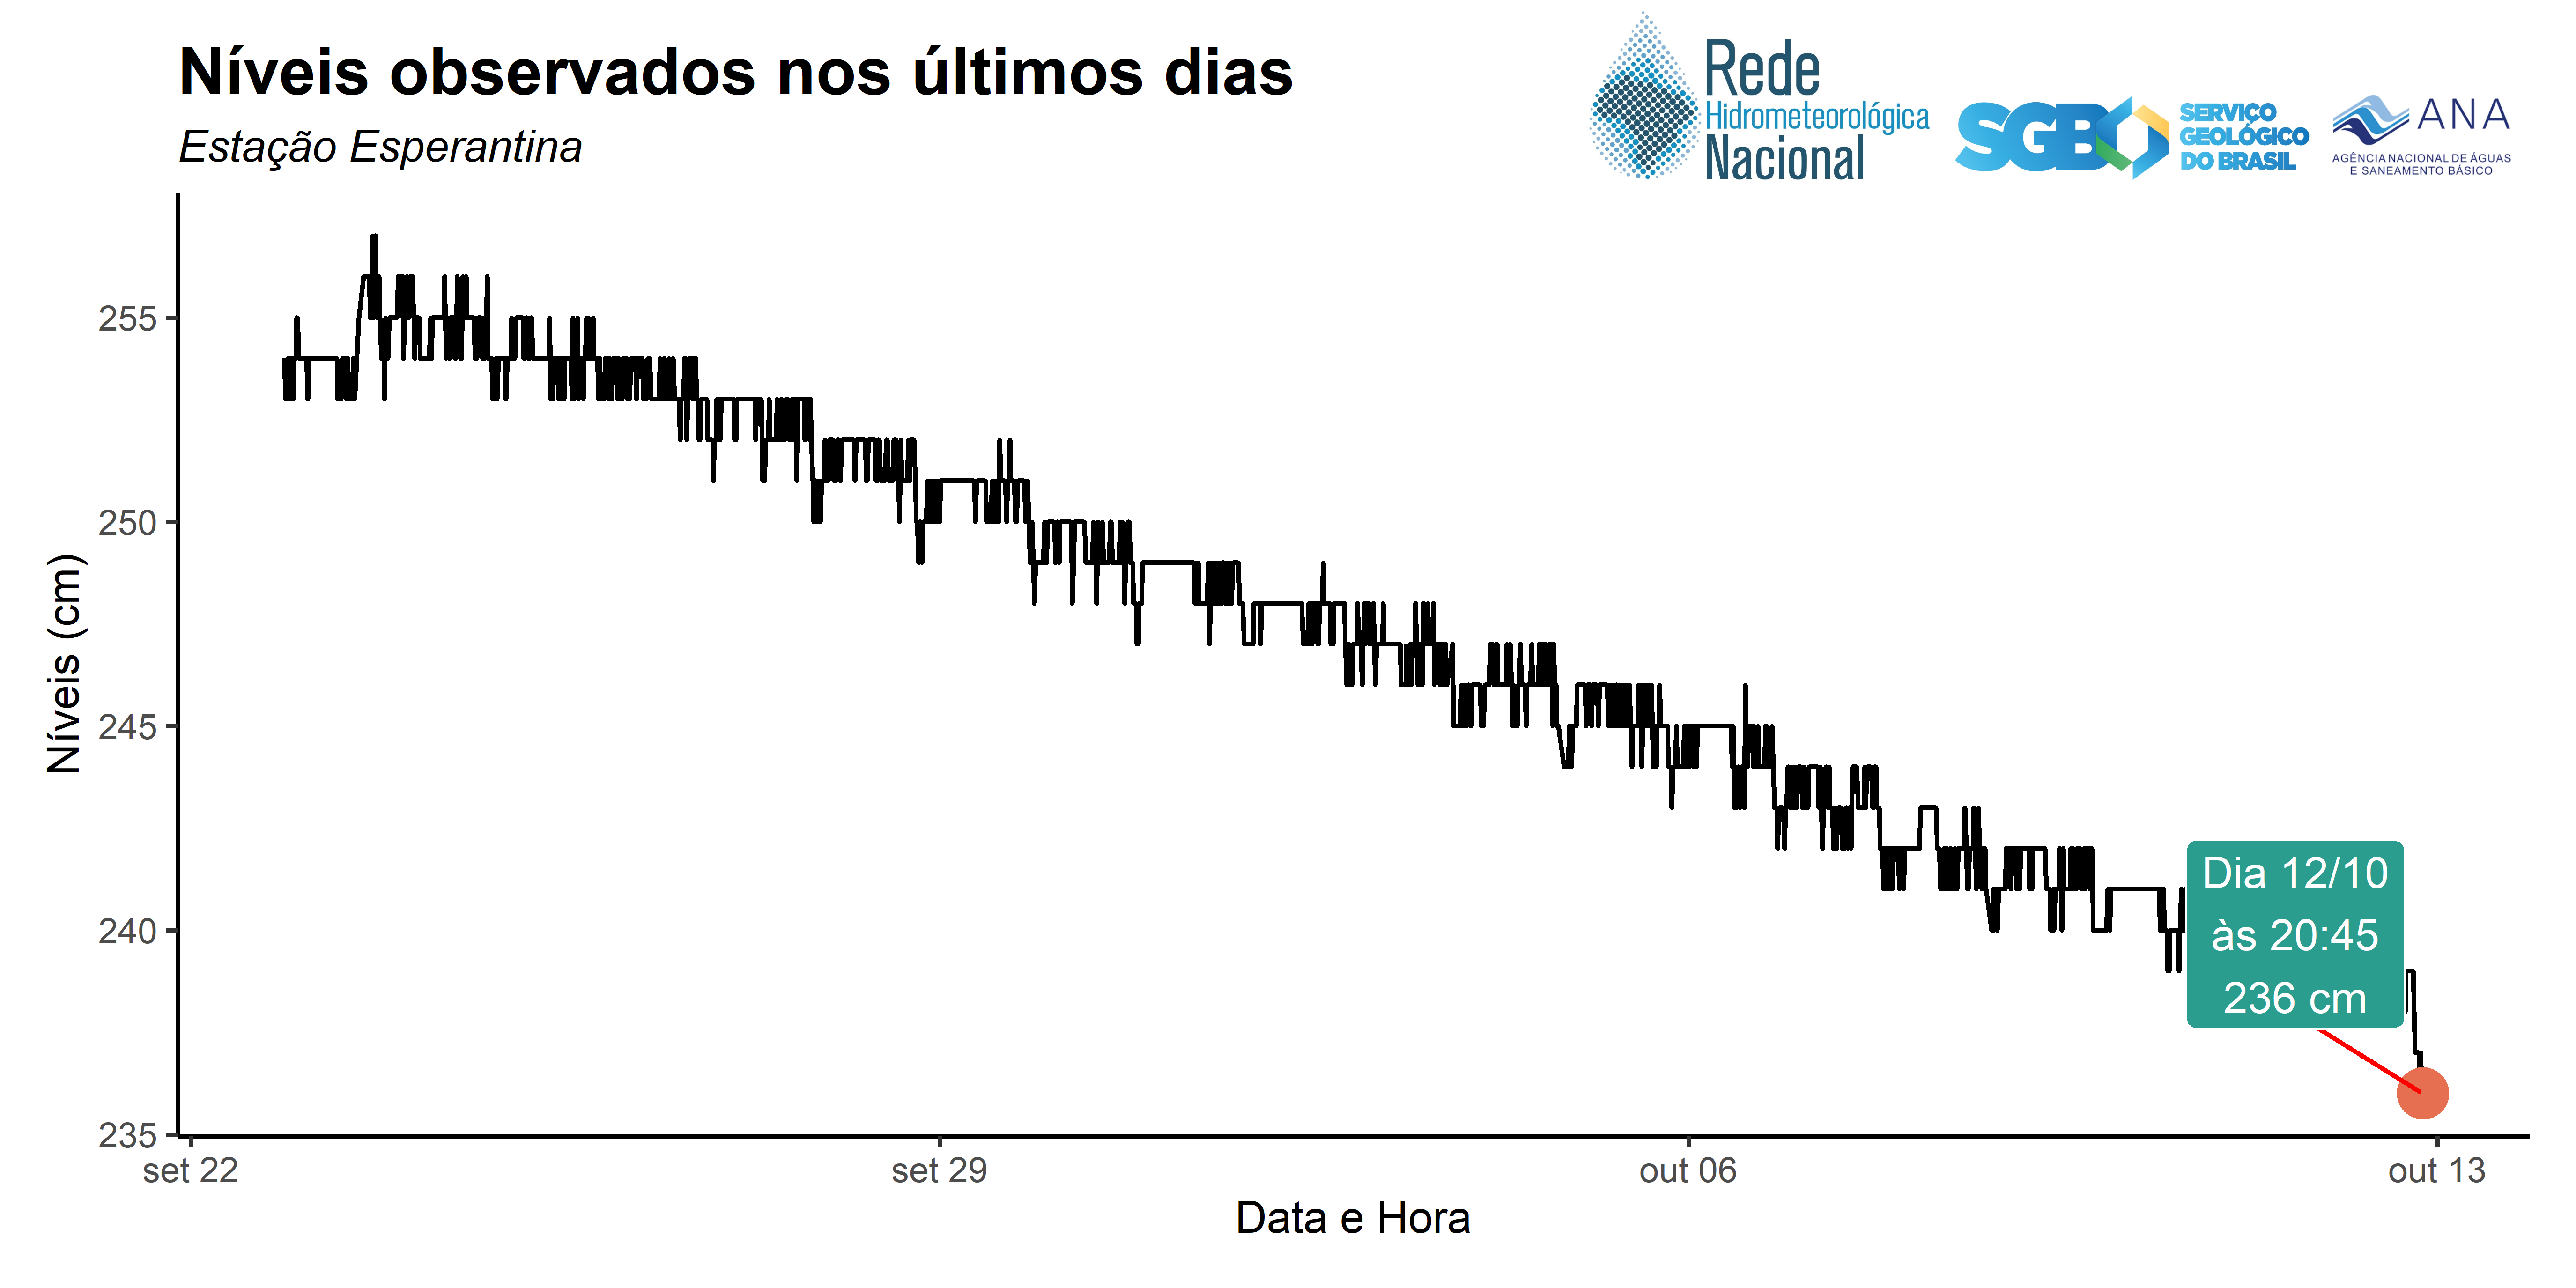 Níveis observados nos últimos dias
Estação Esperantina
Rede
Hidrometeorológica
Nacional
SGB
SERVIÇO
GEOLÓGICO
DO BRASIL
ANA
AGÊNCIA NACIONAL DE ÁGUAS
E SANEAMENTO BÁSICO
Níveis (cm)
255
250
245
240
235
Dia 12/10
às 20:45
236 cm
set 22
set 29
out 06
out 13
Data e Hora